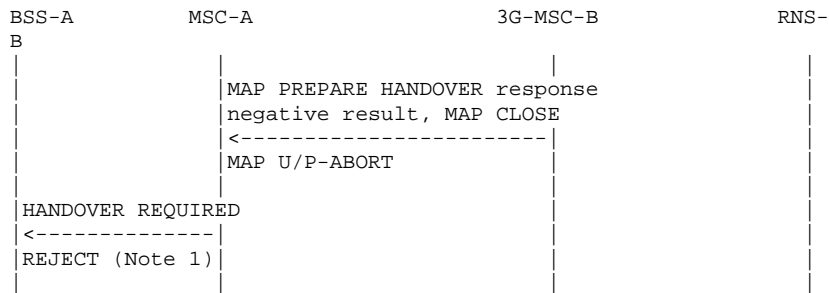 BSS-A MSC-A 3G-MSC-B RNS-
B
MAP PREPARE HANDOVER response
negative result, MAP CLOSE
MAP U/P-ABORT
HANDOVER REQUIRED
REJECT (Note 1)